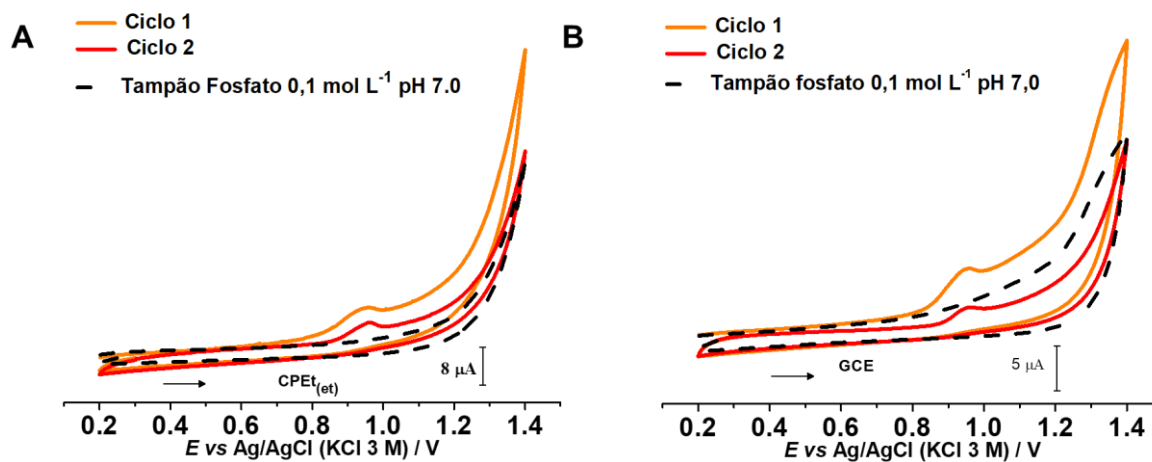 A
Ciclo 1
Ciclo 2
Tampão Fosfato 0,1 mol L⁻¹ pH 7.0
8 µA
CPEt(et)
0.2 0.4 0.6 0.8 1.0 1.2 1.4
E vs Ag/AgCl (KCl 3 M) / V
B
Ciclo 1
Ciclo 2
Tampão fosfato 0,1 mol L⁻¹ pH 7,0
5 µA
GCE
0.2 0.4 0.6 0.8 1.0 1.2 1.4
E vs Ag/AgCl (KCl 3 M) / V